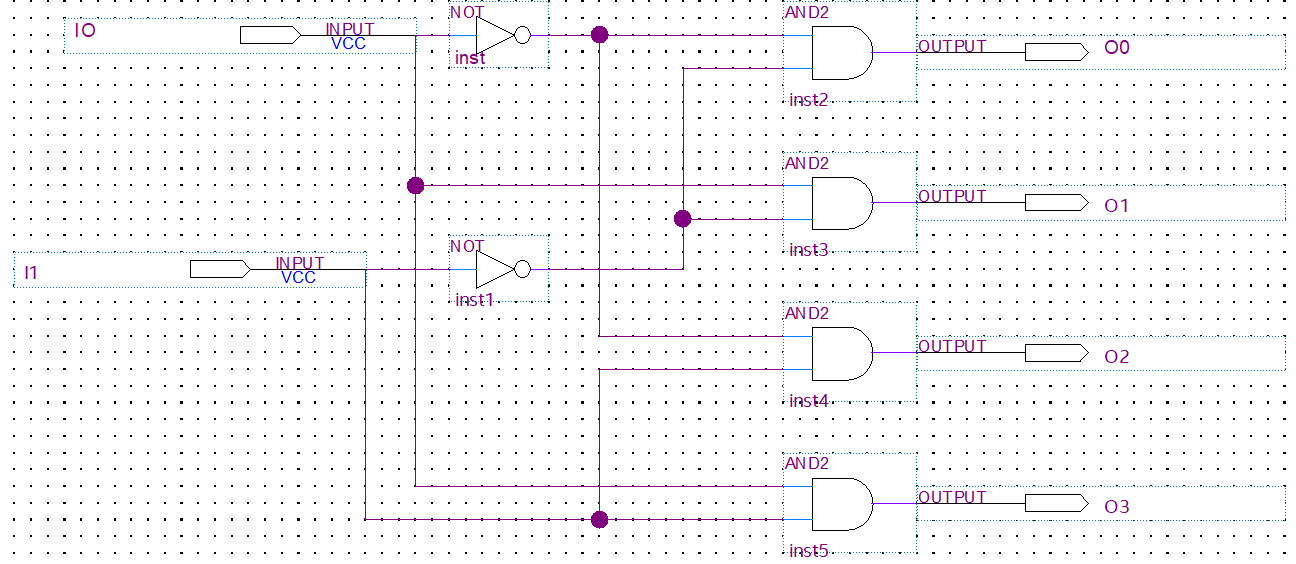 IO
INPUT
VCC
NOT
inst
AND2
inst2
OUTPUT
O0
AND2
inst3
OUTPUT
O1
I1
INPUT
VCC
NOT
inst1
AND2
inst4
OUTPUT
O2
AND2
inst5
OUTPUT
O3